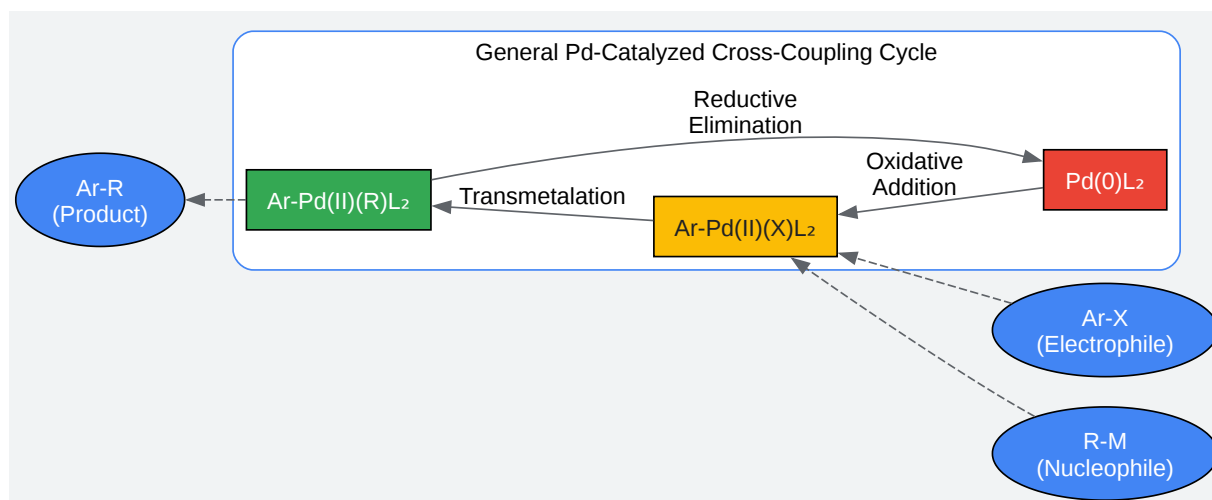 General Pd-Catalyzed Cross-Coupling Cycle
Reductive
Elimination
Oxidative
Addition
Pd(0)L₂
Ar-R
(Product)
Ar-Pd(II)(R)L₂
Transmetalation
Ar-Pd(II)(X)L₂
Ar-X
(Electrophile)
R-M
(Nucleophile)